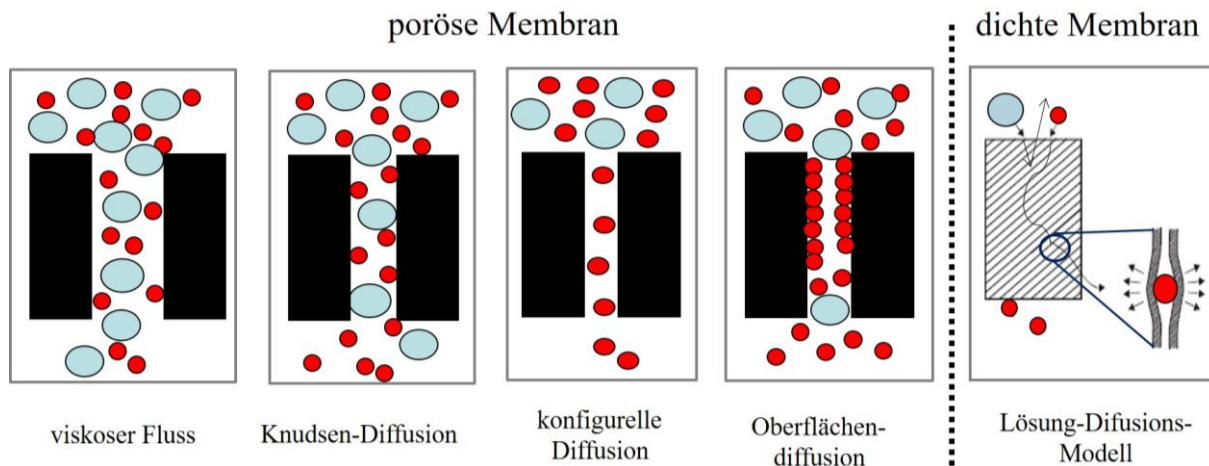 poröse Membran
dichte Membran
viskoser Fluss
Knudsen-Diffusion
konfigurelle
Diffusion
Oberflächen-
diffusion
Lösung-Difusions-
Modell